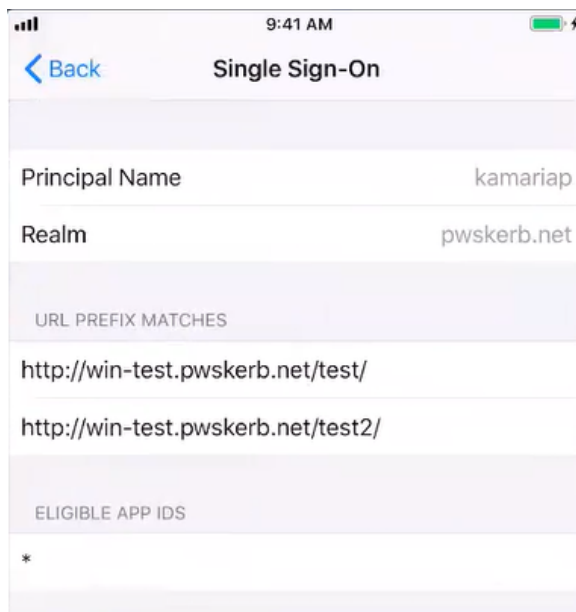 9:41 AM
Back
Single Sign-On
Principal Name kamariap
Realm pwskerb.net
URL PREFIX MATCHES
http://win-test.pwskerb.net/test/
http://win-test.pwskerb.net/test2/
ELIGIBLE APP IDS
*